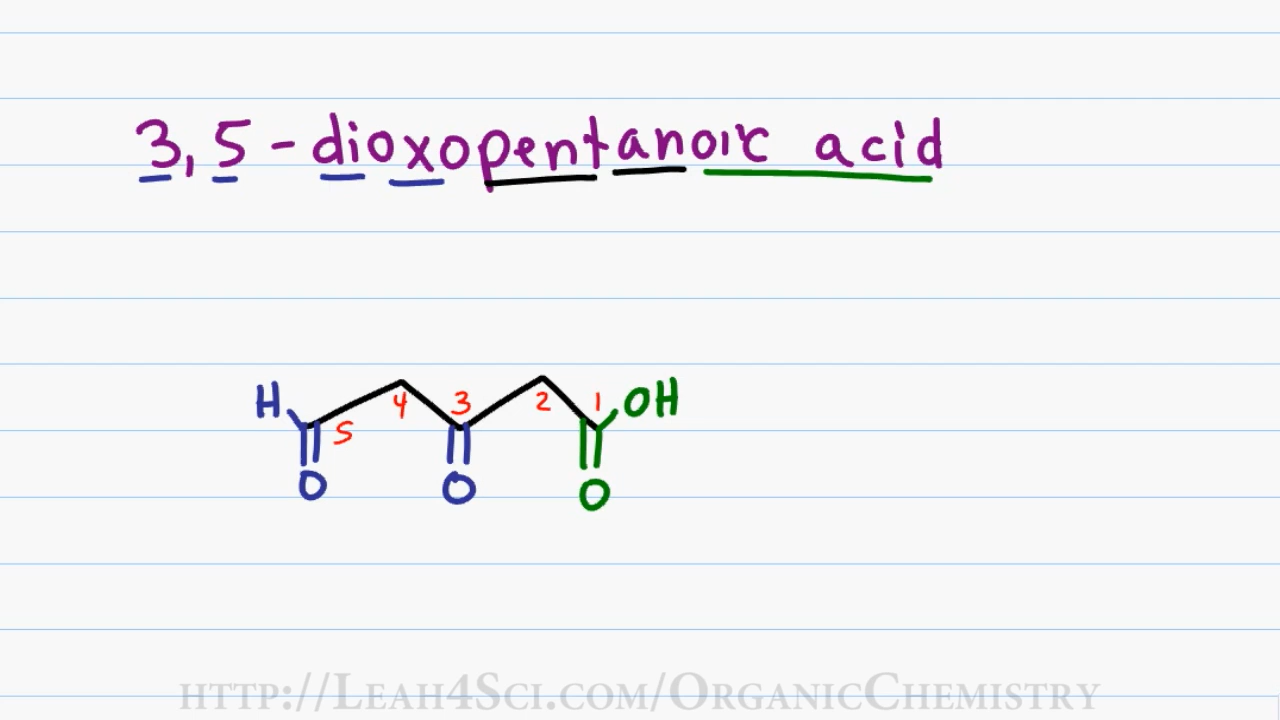 3,5-dioxopentanoic acid
H 5 4 3 2 1 OH
O O O
http://Leah4Sci.com/OrganicChemistry